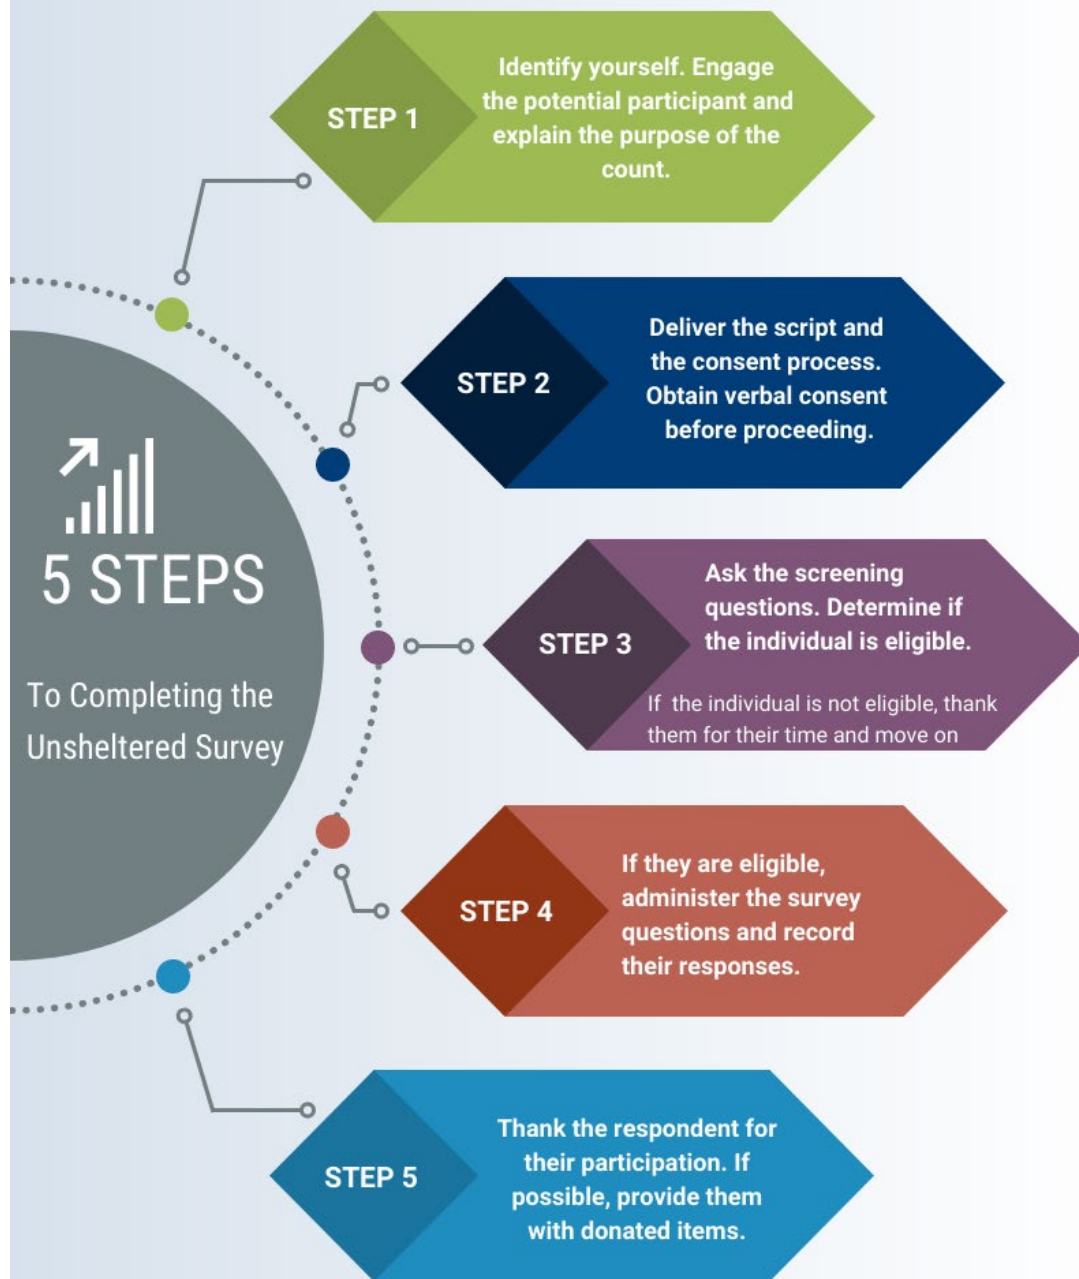 STEP 1
Identify yourself. Engage
the potential participant and
explain the purpose of the
count.
STEP 2
Deliver the script and
the consent process.
Obtain verbal consent
before proceeding.
5 STEPS
To Completing the
Unsheltered Survey
STEP 3
Ask the screening
questions. Determine if
the individual is eligible.
If the individual is not eligible, thank
them for their time and move on
STEP 4
If they are eligible,
administer the survey
questions and record
their responses.
STEP 5
Thank the respondent for
their participation. If
possible, provide them
with donated items.